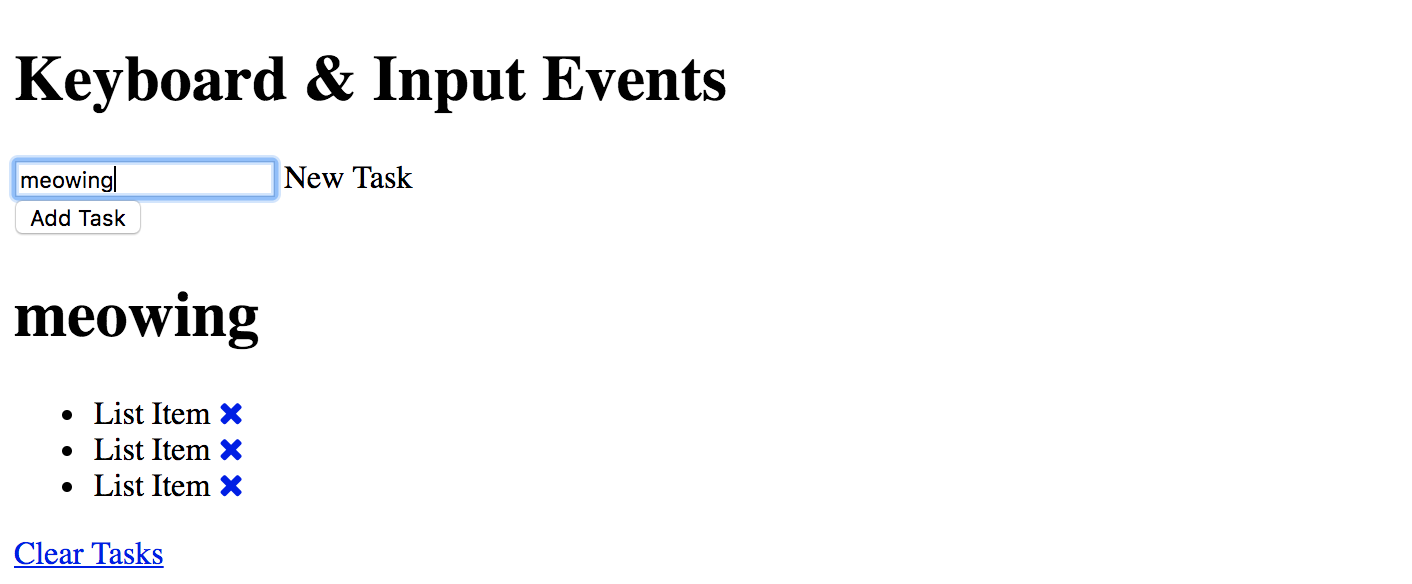 Keyboard & Input Events
meowing New Task
Add Task
meowing
List Item
List Item
List Item
Clear Tasks